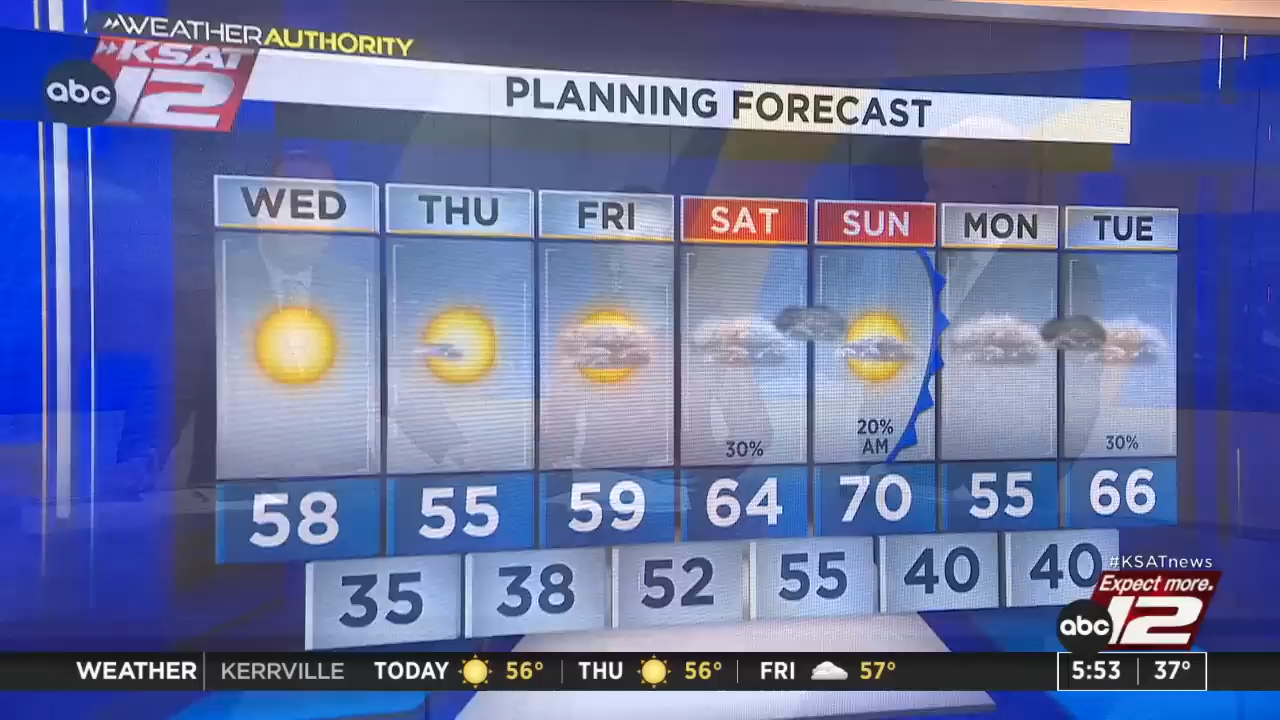 WEATHERAUTHORITY
KSAT
abc 12
PLANNING FORECAST
WED THU FRI SAT SUN MON TUE
30% 20% AM 30%
58 55 59 64 70 55 66
35 38 52 55 40 40
#KSATnews
Expect more.
abc 12
WEATHER KERRVILLE TODAY 56° THU 56° FRI 57° 5:53 37°